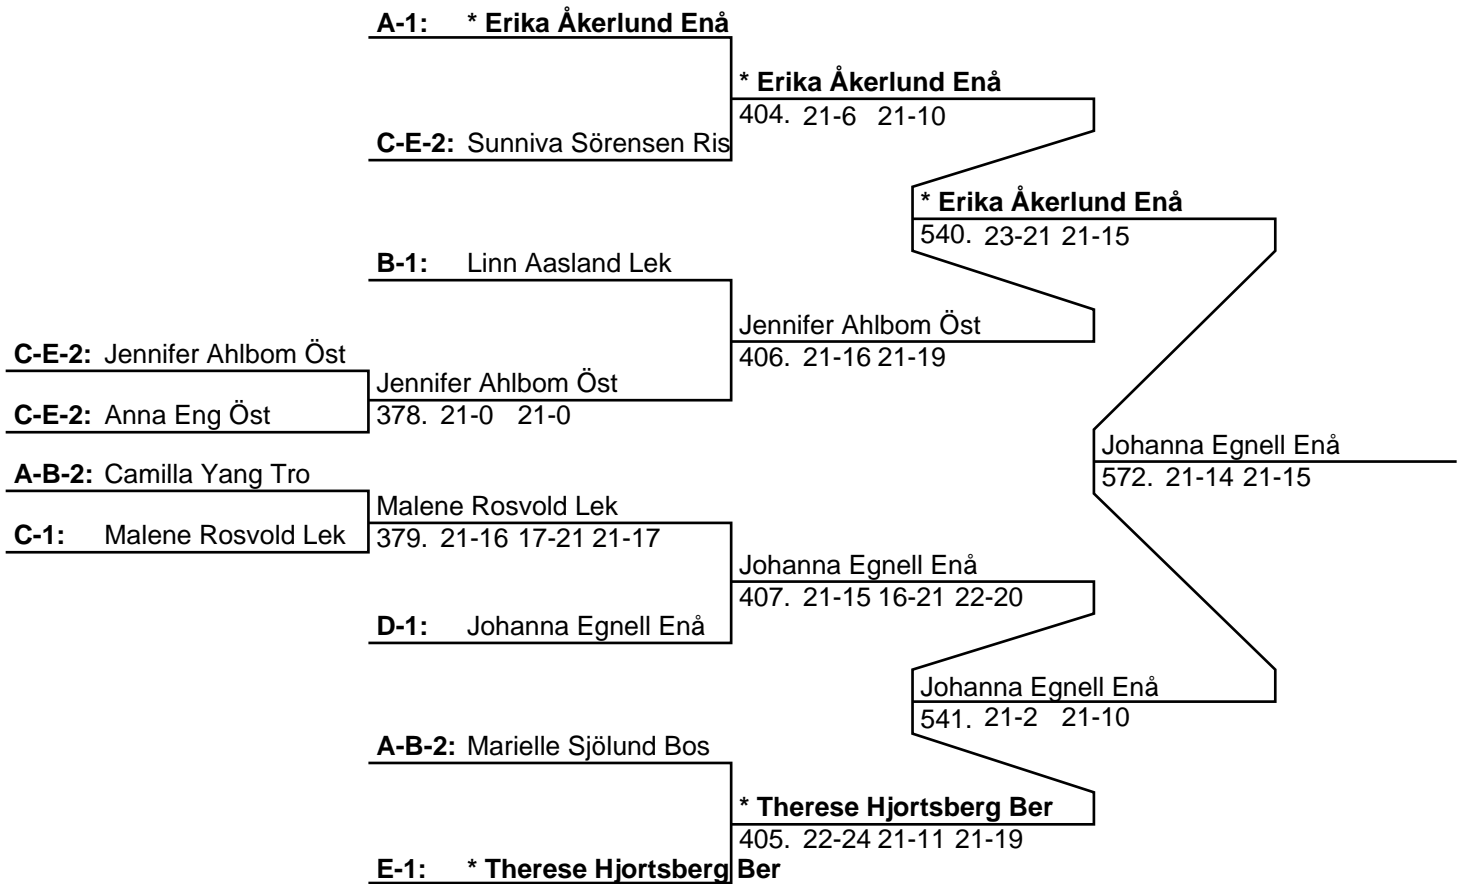 A-1: * Erika Åkerlund Enå
* Erika Åkerlund Enå
404. 21-6 21-10
C-E-2: Sunniva Sörensen Ris
* Erika Åkerlund Enå
540. 23-21 21-15
B-1: Linn Aasland Lek
Jennifer Ahlbom Öst
406. 21-16 21-19
C-E-2: Jennifer Ahlbom Öst
Jennifer Ahlbom Öst
378. 21-0 21-0
C-E-2: Anna Eng Öst
Johanna Egnell Enå
572. 21-14 21-15
A-B-2: Camilla Yang Tro
Malene Rosvold Lek
379. 21-16 17-21 21-17
C-1: Malene Rosvold Lek
Johanna Egnell Enå
407. 21-15 16-21 22-20
D-1: Johanna Egnell Enå
Johanna Egnell Enå
541. 21-2 21-10
A-B-2: Marielle Sjölund Bos
* Therese Hjortsberg Ber
405. 22-24 21-11 21-19
E-1: * Therese Hjortsberg Ber